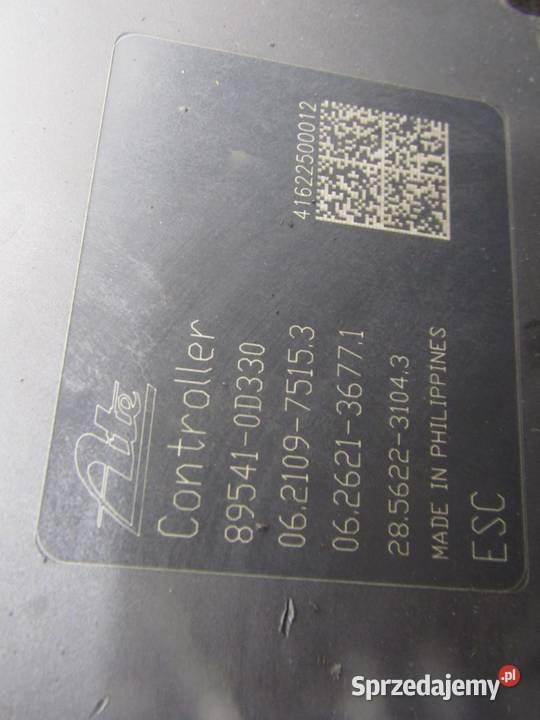 Ate
Controller
89541-0D330
06.2109-7515.3
06.2621-3677.1
28.5622-3104.3
MADE IN PHILIPPINES
ESC
41622500012
Sprzedajemy.pl